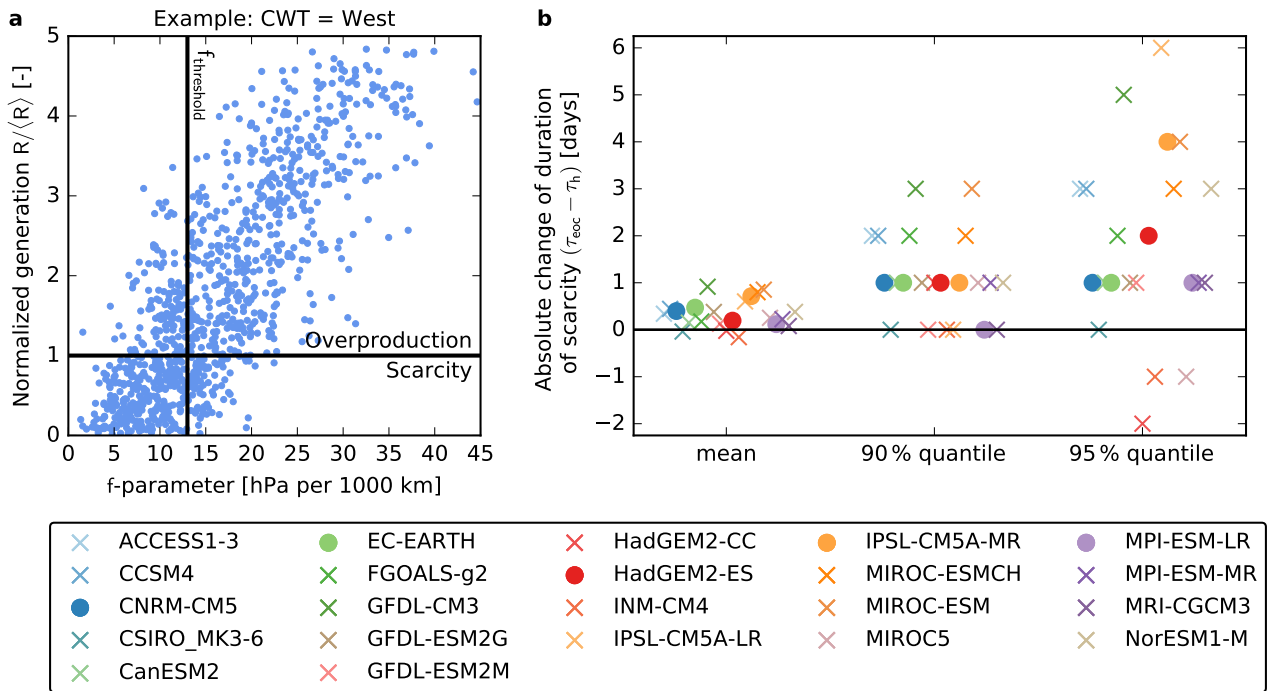 a
Example: CWT = West
5
4
3
2
1
0
Normalized generation R/⟨R⟩ [-]
f_threshold
Overproduction
Scarcity
0 5 10 15 20 25 30 35 40 45
f-parameter [hPa per 1000 km]
b
6
5
4
3
2
1
0
−1
−2
Absolute change of duration
of scarcity (τ_eoc − τ_h) [days]
mean 90 % quantile 95 % quantile
ACCESS1-3 EC-EARTH HadGEM2-CC IPSL-CM5A-MR MPI-ESM-LR
CCSM4 FGOALS-g2 HadGEM2-ES MIROC-ESMCH MPI-ESM-MR
CNRM-CM5 GFDL-CM3 INM-CM4 MIROC-ESM MRI-CGCM3
CSIRO_MK3-6 GFDL-ESM2G IPSL-CM5A-LR MIROC5 NorESM1-M
CanESM2 GFDL-ESM2M